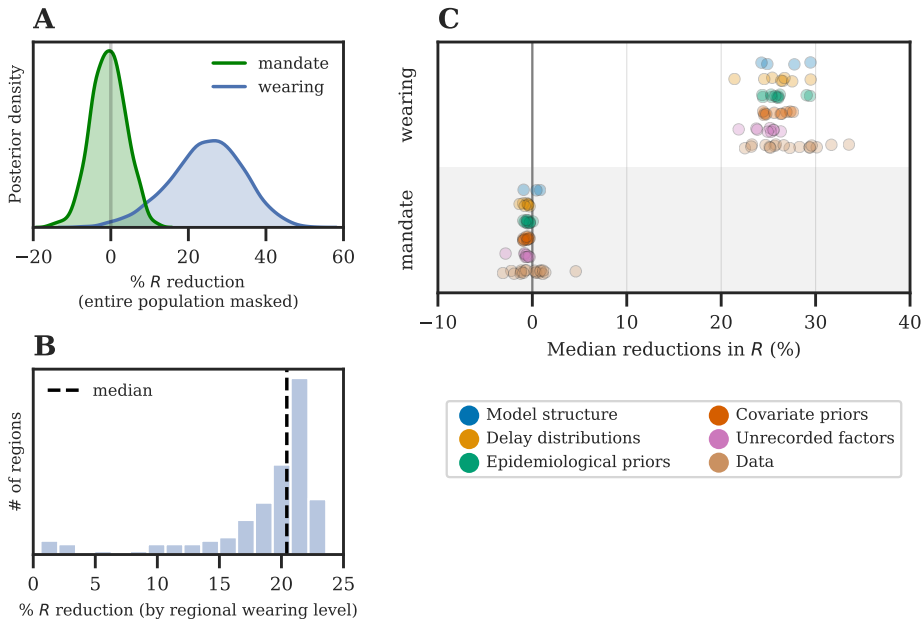 A
Posterior density
mandate
wearing
−20
0
20
40
60
% R reduction
(entire population masked)
B
# of regions
median
0
5
10
15
20
25
% R reduction (by regional wearing level)
C
wearing
mandate
−10
0
10
20
30
40
Median reductions in R (%)
Model structure
Delay distributions
Epidemiological priors
Covariate priors
Unrecorded factors
Data